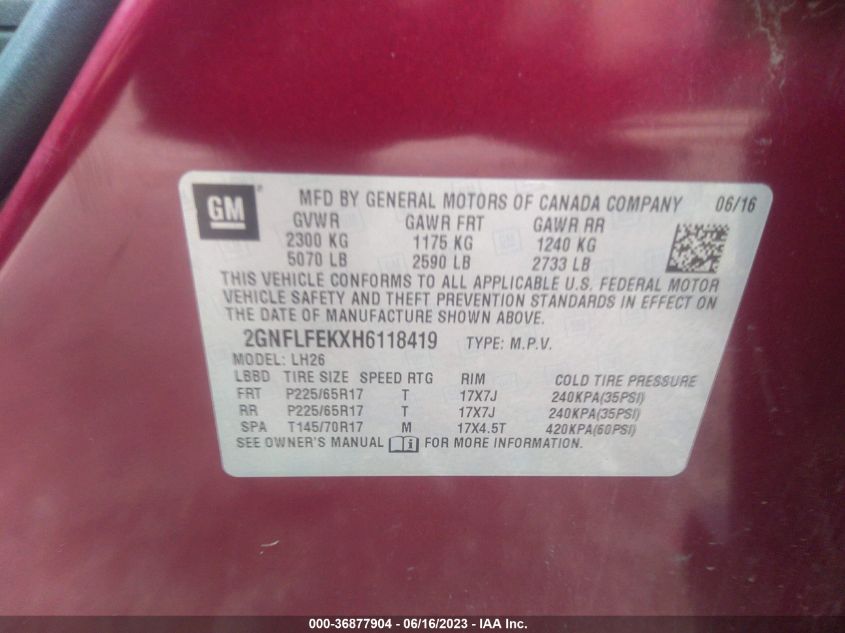 GM ® MFD BY GENERAL MOTORS OF CANADA COMPANY 06/16
GVWR GAWR FRT GAWR RR
2300 KG 1175 KG 1240 KG
5070 LB 2590 LB 2733 LB
THIS VEHICLE CONFORMS TO ALL APPLICABLE U.S. FEDERAL MOTOR
VEHICLE SAFETY AND THEFT PREVENTION STANDARDS IN EFFECT ON
THE DATE OF MANUFACTURE SHOWN ABOVE.
2GNFLFEKXH6118419 TYPE: M.P.V.
MODEL: LH26
LBBD TIRE SIZE SPEED RTG RIM COLD TIRE PRESSURE
FRT P225/65R17 T 17X7J 240KPA(35PSI)
RR P225/65R17 T 17X7J 240KPA(35PSI)
SPA T145/70R17 M 17X4.5T 420KPA(60PSI)
SEE OWNER'S MANUAL i FOR MORE INFORMATION.
000-36877904 - 06/16/2023 - IAA Inc.